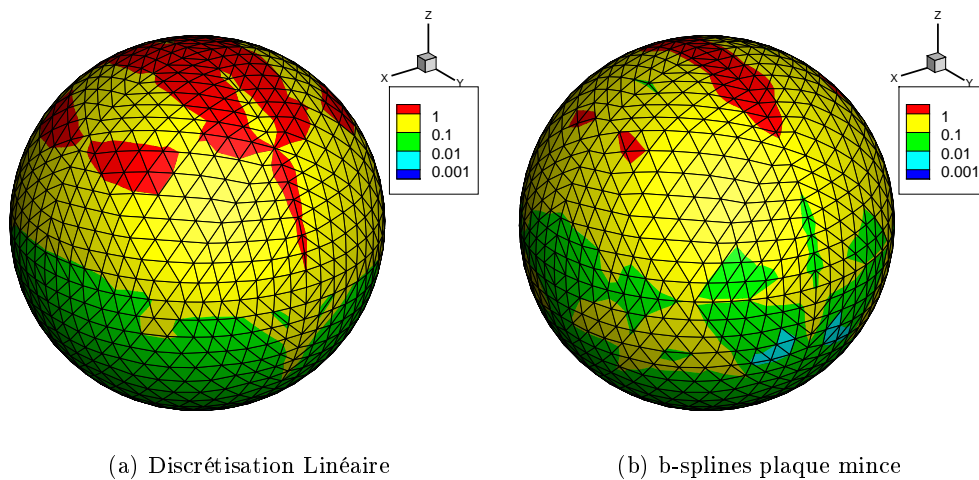 Z
X
Y
1
0.1
0.01
0.001
Z
X
Y
1
0.1
0.01
0.001
(a) Discrétisation Linéaire
(b) b-splines plaque mince